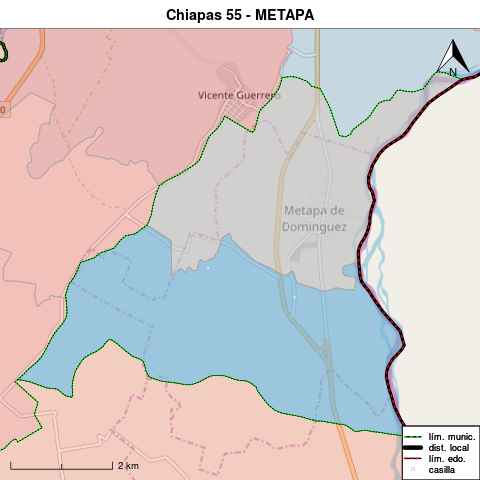 Chiapas 55 - METAPA
N
Vicente Guerrero
0
Metapa de
Dominguez
lím. munic.
dist. local
lím. edo.
casilla
2 km